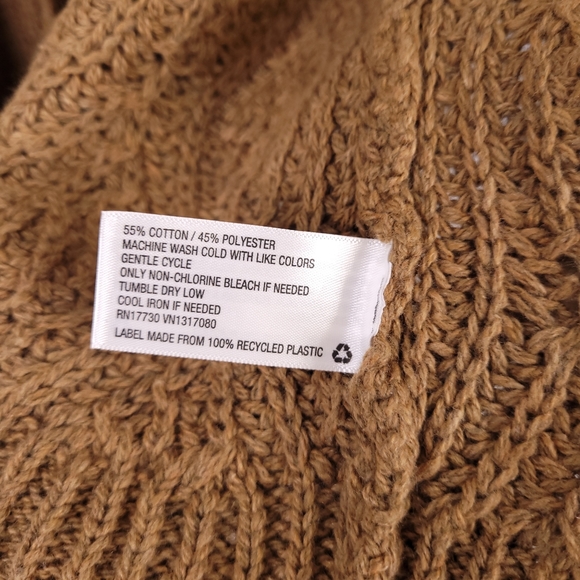 55% COTTON / 45% POLYESTER
MACHINE WASH COLD WITH LIKE COLORS
GENTLE CYCLE
ONLY NON-CHLORINE BLEACH IF NEEDED
TUMBLE DRY LOW
COOL IRON IF NEEDED
RN17730 VN1317080
LABEL MADE FROM 100% RECYCLED PLASTIC